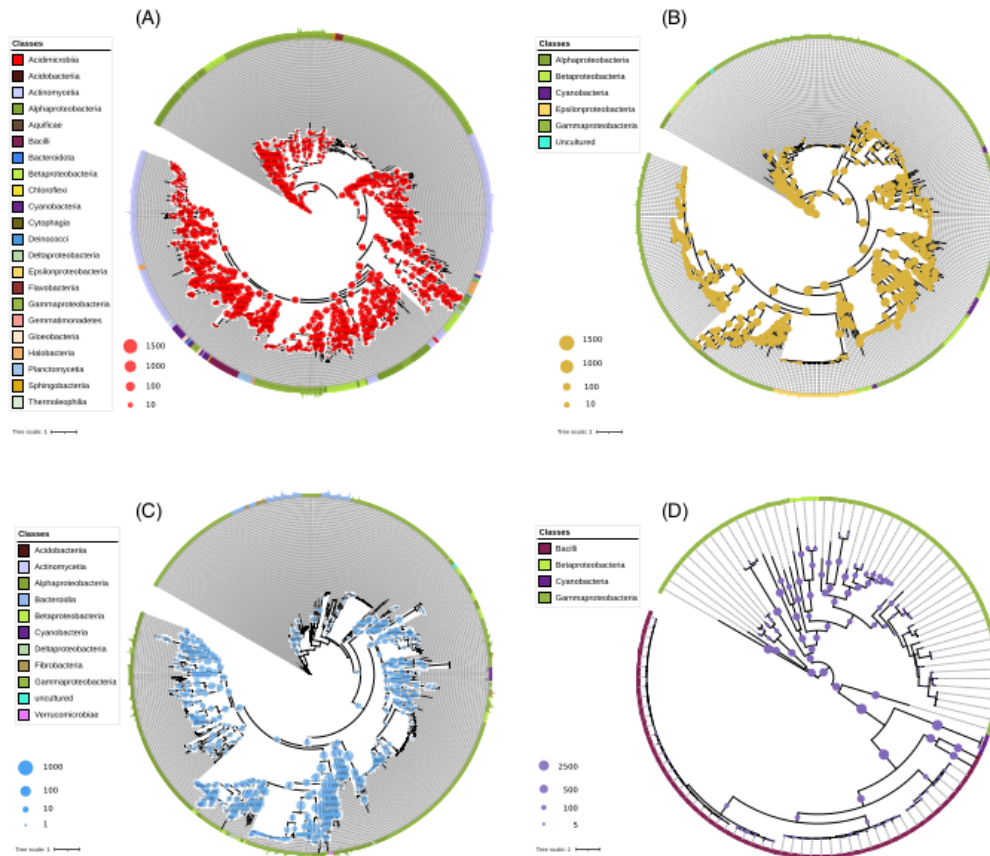 (A)
Classes
Acidimicrobiia
Acidobacteriia
Actinomycetia
Alphaproteobacteria
Aquificae
Bacilli
Bacteroidota
Betaproteobacteria
Chloroflexi
Cyanobacteria
Cytophagia
Deinococci
Deltaproteobacteria
Epsilonproteobacteria
Flavobacteriia
Gammaproteobacteria
Gemmatimonadetes
Gloeobacteria
Halobacteria
Planctomycetia
Sphingobacteriia
Thermoleophilia
1500
1000
100
10
Tree scale: 1
(B)
Classes
Alphaproteobacteria
Betaproteobacteria
Cyanobacteria
Epsilonproteobacteria
Gammaproteobacteria
Uncultured
1500
1000
100
10
Tree scale: 1
(C)
Classes
Acidobacteriia
Actinomycetia
Alphaproteobacteria
Bacteroidia
Betaproteobacteria
Cyanobacteria
Deltaproteobacteria
Fibrobacteria
Gammaproteobacteria
uncultured
Verrucomicrobiae
1000
100
10
1
Tree scale: 1
(D)
Classes
Bacilli
Betaproteobacteria
Cyanobacteria
Gammaproteobacteria
2500
500
100
5
Tree scale: 1